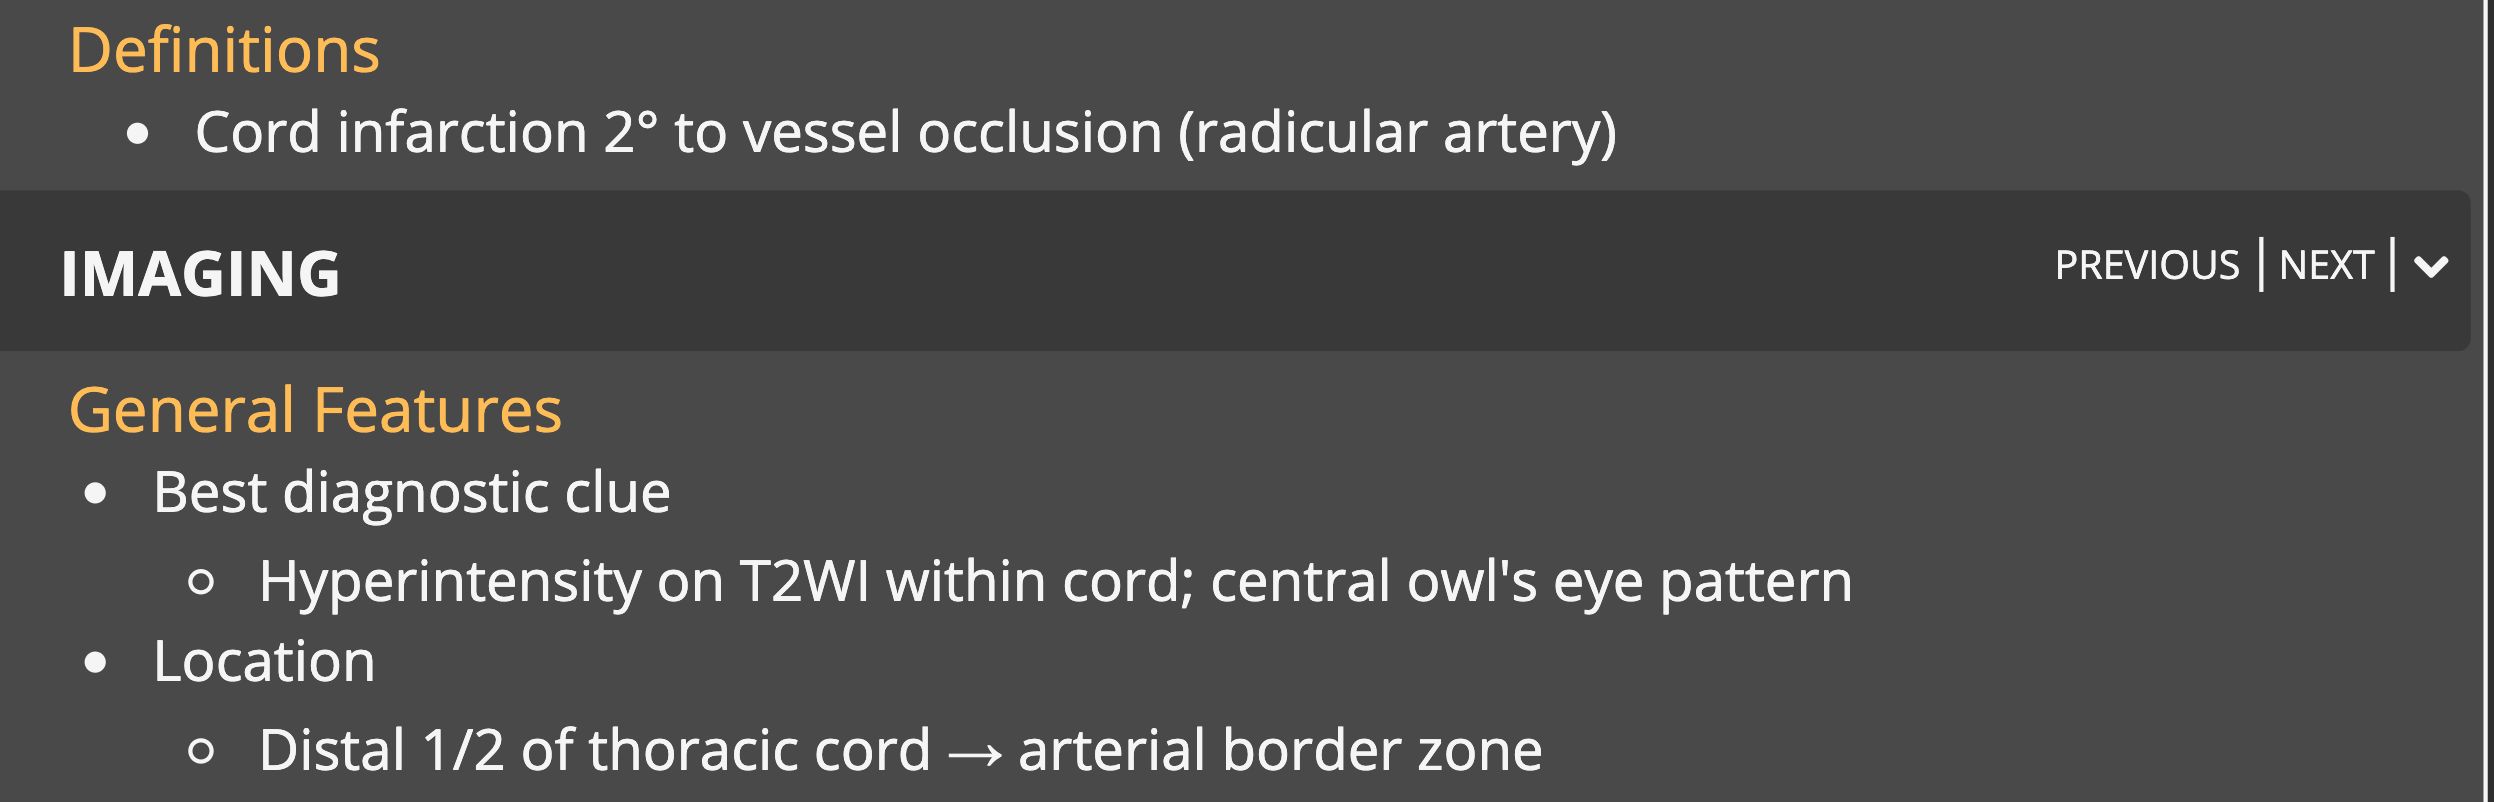 Definitions
• Cord infarction 2° to vessel occlusion (radicular artery)
IMAGING
PREVIOUS | NEXT |
General Features
• Best diagnostic clue
○ Hyperintensity on T2WI within cord; central owl's eye pattern
• Location
○ Distal 1/2 of thoracic cord → arterial border zone